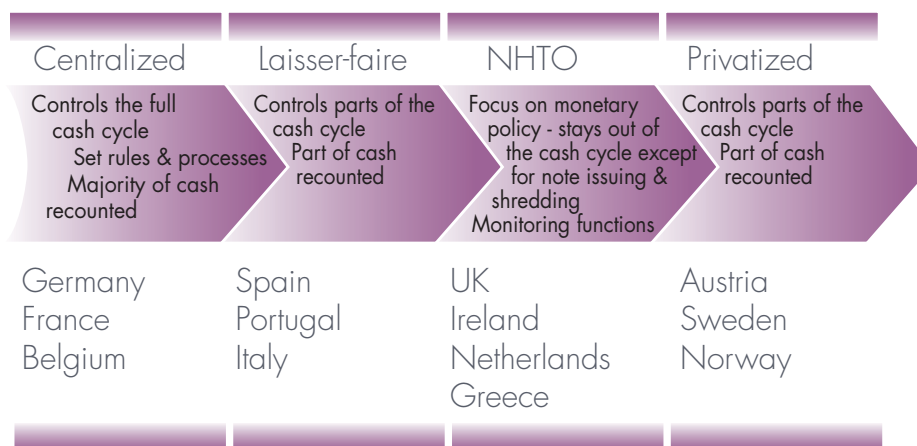 Centralized
Controls the full
cash cycle
Set rules & processes
Majority of cash
recounted
Germany
France
Belgium
Laisser-faire
Controls parts of the
cash cycle
Part of cash
recounted
Spain
Portugal
Italy
NHTO
Focus on monetary
policy - stays out of
the cash cycle except
for note issuing &
shredding
Monitoring functions
UK
Ireland
Netherlands
Greece
Privatized
Controls parts of the
cash cycle
Part of cash
recounted
Austria
Sweden
Norway